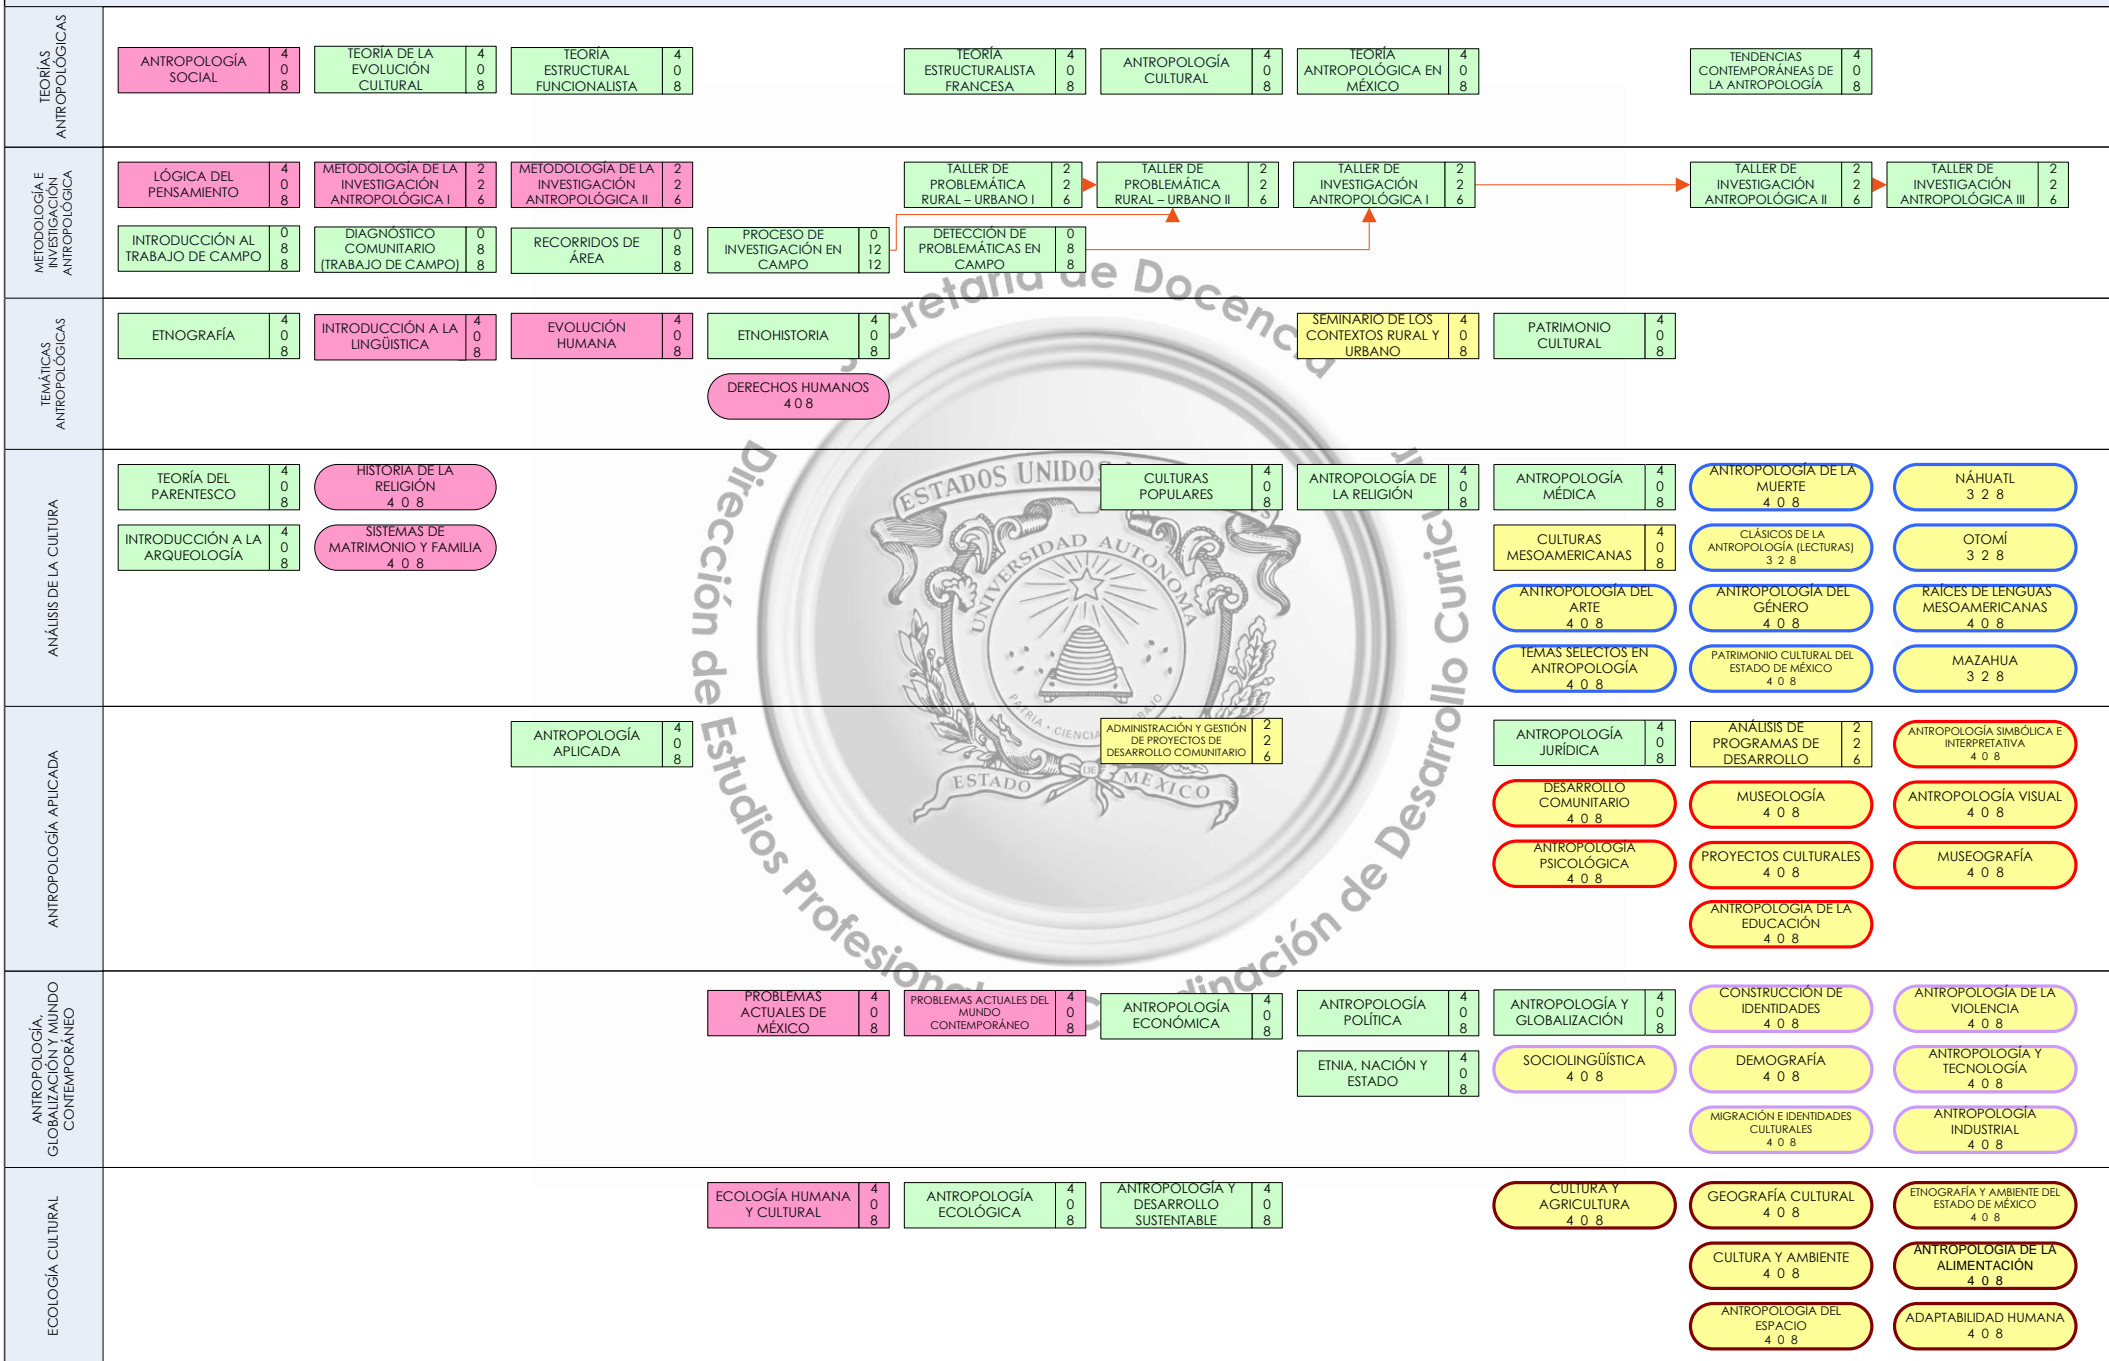 TEORÍAS
ANTROPOLÓGICAS
ANTROPOLOGÍA
SOCIAL
4
0
8
TEORÍA DE LA
EVOLUCIÓN
CULTURAL
4
0
8
TEORÍA
ESTRUCTURAL
FUNCIONALISTA
4
0
8
TEORÍA
ESTRUCTURALISTA
FRANCESA
4
0
8
ANTROPOLOGÍA
CULTURAL
4
0
8
TEORÍA
ANTROPOLÓGICA EN
MÉXICO
4
0
8
TENDENCIAS
CONTEMPORÁNEAS DE
LA ANTROPOLOGÍA
4
0
8
METODOLOGÍA E
INVESTIGACIÓN
ANTROPOLÓGICA
LÓGICA DEL
PENSAMIENTO
4
0
8
METODOLOGÍA DE LA
INVESTIGACIÓN
ANTROPOLÓGICA I
2
2
6
METODOLOGÍA DE LA
INVESTIGACIÓN
ANTROPOLÓGICA II
2
2
6
TALLER DE
PROBLEMÁTICA
RURAL – URBANO I
2
2
6
TALLER DE
PROBLEMÁTICA
RURAL – URBANO II
2
2
6
TALLER DE
INVESTIGACIÓN
ANTROPOLÓGICA I
2
2
6
TALLER DE
INVESTIGACIÓN
ANTROPOLÓGICA II
2
2
6
TALLER DE
INVESTIGACIÓN
ANTROPOLÓGICA III
2
2
6
INTRODUCCIÓN AL
TRABAJO DE CAMPO
0
8
8
DIAGNÓSTICO
COMUNITARIO
(TRABAJO DE CAMPO)
0
8
8
RECORRIDOS DE
ÁREA
0
8
8
PROCESO DE
INVESTIGACIÓN EN
CAMPO
0
12
12
DETECCIÓN DE
PROBLEMÁTICAS EN
CAMPO
0
8
8
TEMÁTICAS
ANTROPOLÓGICAS
ETNOGRAFÍA
4
0
8
INTRODUCCIÓN A LA
LINGÜISTICA
4
0
8
EVOLUCIÓN
HUMANA
4
0
8
ETNOHISTORIA
4
0
8
SEMINARIO DE LOS
CONTEXTOS RURAL Y
URBANO
4
0
8
PATRIMONIO
CULTURAL
4
0
8
DERECHOS HUMANOS
4 0 8
ANÁLISIS DE LA CULTURA
TEORÍA DEL
PARENTESCO
4
0
8
HISTORIA DE LA
RELIGIÓN
4 0 8
CULTURAS
POPULARES
4
0
8
ANTROPOLOGÍA DE
LA RELIGIÓN
4
0
8
ANTROPOLOGÍA
MÉDICA
4
0
8
ANTROPOLOGÍA DE LA
MUERTE
4 0 8
NÁHUATL
3 2 8
INTRODUCCIÓN A LA
ARQUEOLOGÍA
4
0
8
SISTEMAS DE
MATRIMONIO Y FAMILIA
4 0 8
CULTURAS
MESOAMERICANAS
4
0
8
CLÁSICOS DE LA
ANTROPOLOGÍA (LECTURAS)
3 2 8
OTOMÍ
3 2 8
ANTROPOLOGÍA DEL
ARTE
4 0 8
ANTROPOLOGÍA DEL
GÉNERO
4 0 8
RAÍCES DE LENGUAS
MESOAMERICANAS
4 0 8
TEMAS SELECTOS EN
ANTROPOLOGÍA
4 0 8
PATRIMONIO CULTURAL DEL
ESTADO DE MÉXICO
4 0 8
MAZAHUA
3 2 8
ANTROPOLOGÍA APLICADA
ANTROPOLOGÍA
APLICADA
4
0
8
ADMINISTRACIÓN Y GESTIÓN
DE PROYECTOS DE
DESARROLLO COMUNITARIO
2
2
6
ANTROPOLOGÍA
JURÍDICA
4
0
8
ANÁLISIS DE
PROGRAMAS DE
DESARROLLO
2
2
6
ANTROPOLOGÍA SIMBÓLICA E
INTERPRETATIVA
4 0 8
DESARROLLO
COMUNITARIO
4 0 8
MUSEOLOGÍA
4 0 8
ANTROPOLOGÍA VISUAL
4 0 8
ANTROPOLOGÍA
PSICOLÓGICA
4 0 8
PROYECTOS CULTURALES
4 0 8
MUSEOGRAFÍA
4 0 8
ANTROPOLOGÍA DE LA
EDUCACIÓN
4 0 8
ANTROPOLOGÍA,
GLOBALIZACIÓN Y MUNDO
CONTEMPORÁNEO
PROBLEMAS
ACTUALES DE
MÉXICO
4
0
8
PROBLEMAS ACTUALES DEL
MUNDO
CONTEMPORÁNEO
4
0
8
ANTROPOLOGÍA
ECONÓMICA
4
0
8
ANTROPOLOGÍA
POLÍTICA
4
0
8
ANTROPOLOGÍA Y
GLOBALIZACIÓN
4
0
8
CONSTRUCCIÓN DE
IDENTIDADES
4 0 8
ANTROPOLOGÍA DE LA
VIOLENCIA
4 0 8
ETNIA, NACIÓN Y
ESTADO
4
0
8
SOCIOLINGÜÍSTICA
4 0 8
DEMOGRAFÍA
4 0 8
ANTROPOLOGÍA Y
TECNOLOGÍA
4 0 8
MIGRACIÓN E IDENTIDADES
CULTURALES
4 0 8
ANTROPOLOGÍA
INDUSTRIAL
4 0 8
ECOLOGÍA CULTURAL
ECOLOGÍA HUMANA
Y CULTURAL
4
0
8
ANTROPOLOGÍA
ECOLÓGICA
4
0
8
ANTROPOLOGÍA Y
DESARROLLO
SUSTENTABLE
4
0
8
CULTURA Y
AGRICULTURA
4 0 8
GEOGRAFÍA CULTURAL
4 0 8
ETNOGRAFÍA Y AMBIENTE DEL
ESTADO DE MÉXICO
4 0 8
CULTURA Y AMBIENTE
4 0 8
ANTROPOLOGÍA DE LA
ALIMENTACIÓN
4 0 8
ANTROPOLOGÍA DEL
ESPACIO
4 0 8
ADAPTABILIDAD HUMANA
4 0 8
de Docencia
Dirección de Estudios
de Desarrollo
ESTADOS UNIDOS
UNIVERSIDAD AUTONOMA
PATRIA · CIENCIA
ESTADO DE MEXICO